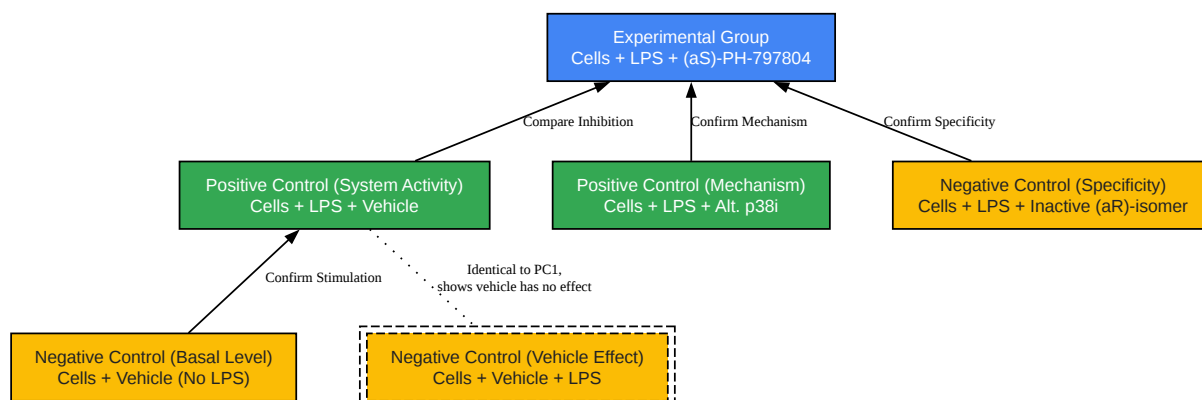 Experimental Group
Cells + LPS + (aS)-PH-797804
Compare Inhibition
Confirm Mechanism
Confirm Specificity
Positive Control (System Activity)
Cells + LPS + Vehicle
Positive Control (Mechanism)
Cells + LPS + Alt. p38i
Negative Control (Specificity)
Cells + LPS + Inactive (aR)-isomer
Confirm Stimulation
Identical to PC1,
shows vehicle has no effect
Negative Control (Basal Level)
Cells + Vehicle (No LPS)
Negative Control (Vehicle Effect)
Cells + Vehicle + LPS